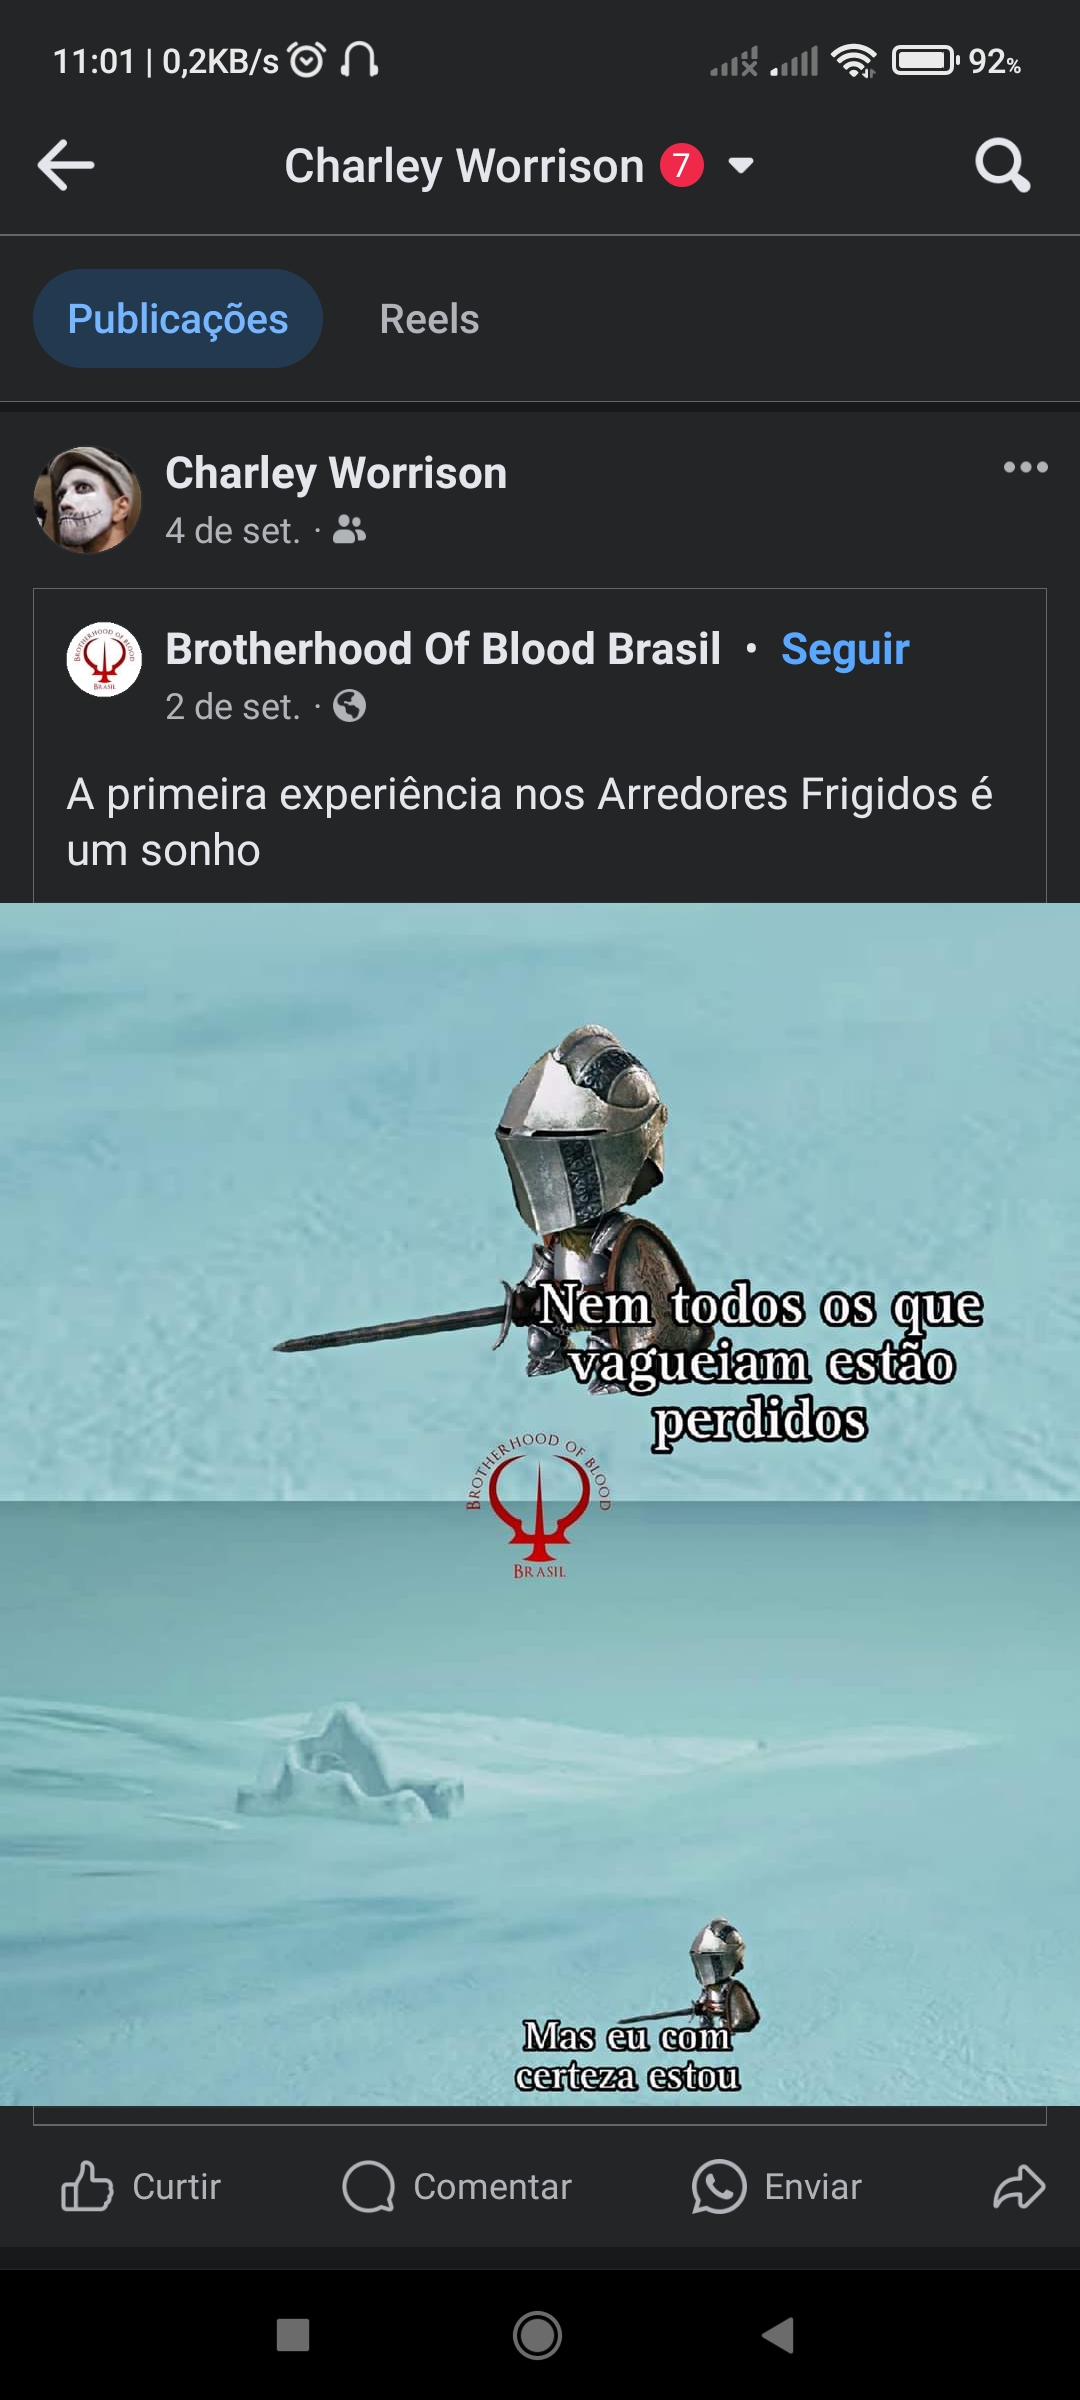 11:01 | 0,2KB/s
92%
Charley Worrison 7
Publicações Reels
Charley Worrison
4 de set. ·
Brotherhood Of Blood Brasil • Seguir
2 de set. ·
A primeira experiência nos Arredores Frigidos é
um sonho
Nem todos os que
vagueiam estão
perdidos
BROTHERHOOD OF BLOOD
BRASIL
Mas eu com
certeza estou
Curtir Comentar Enviar